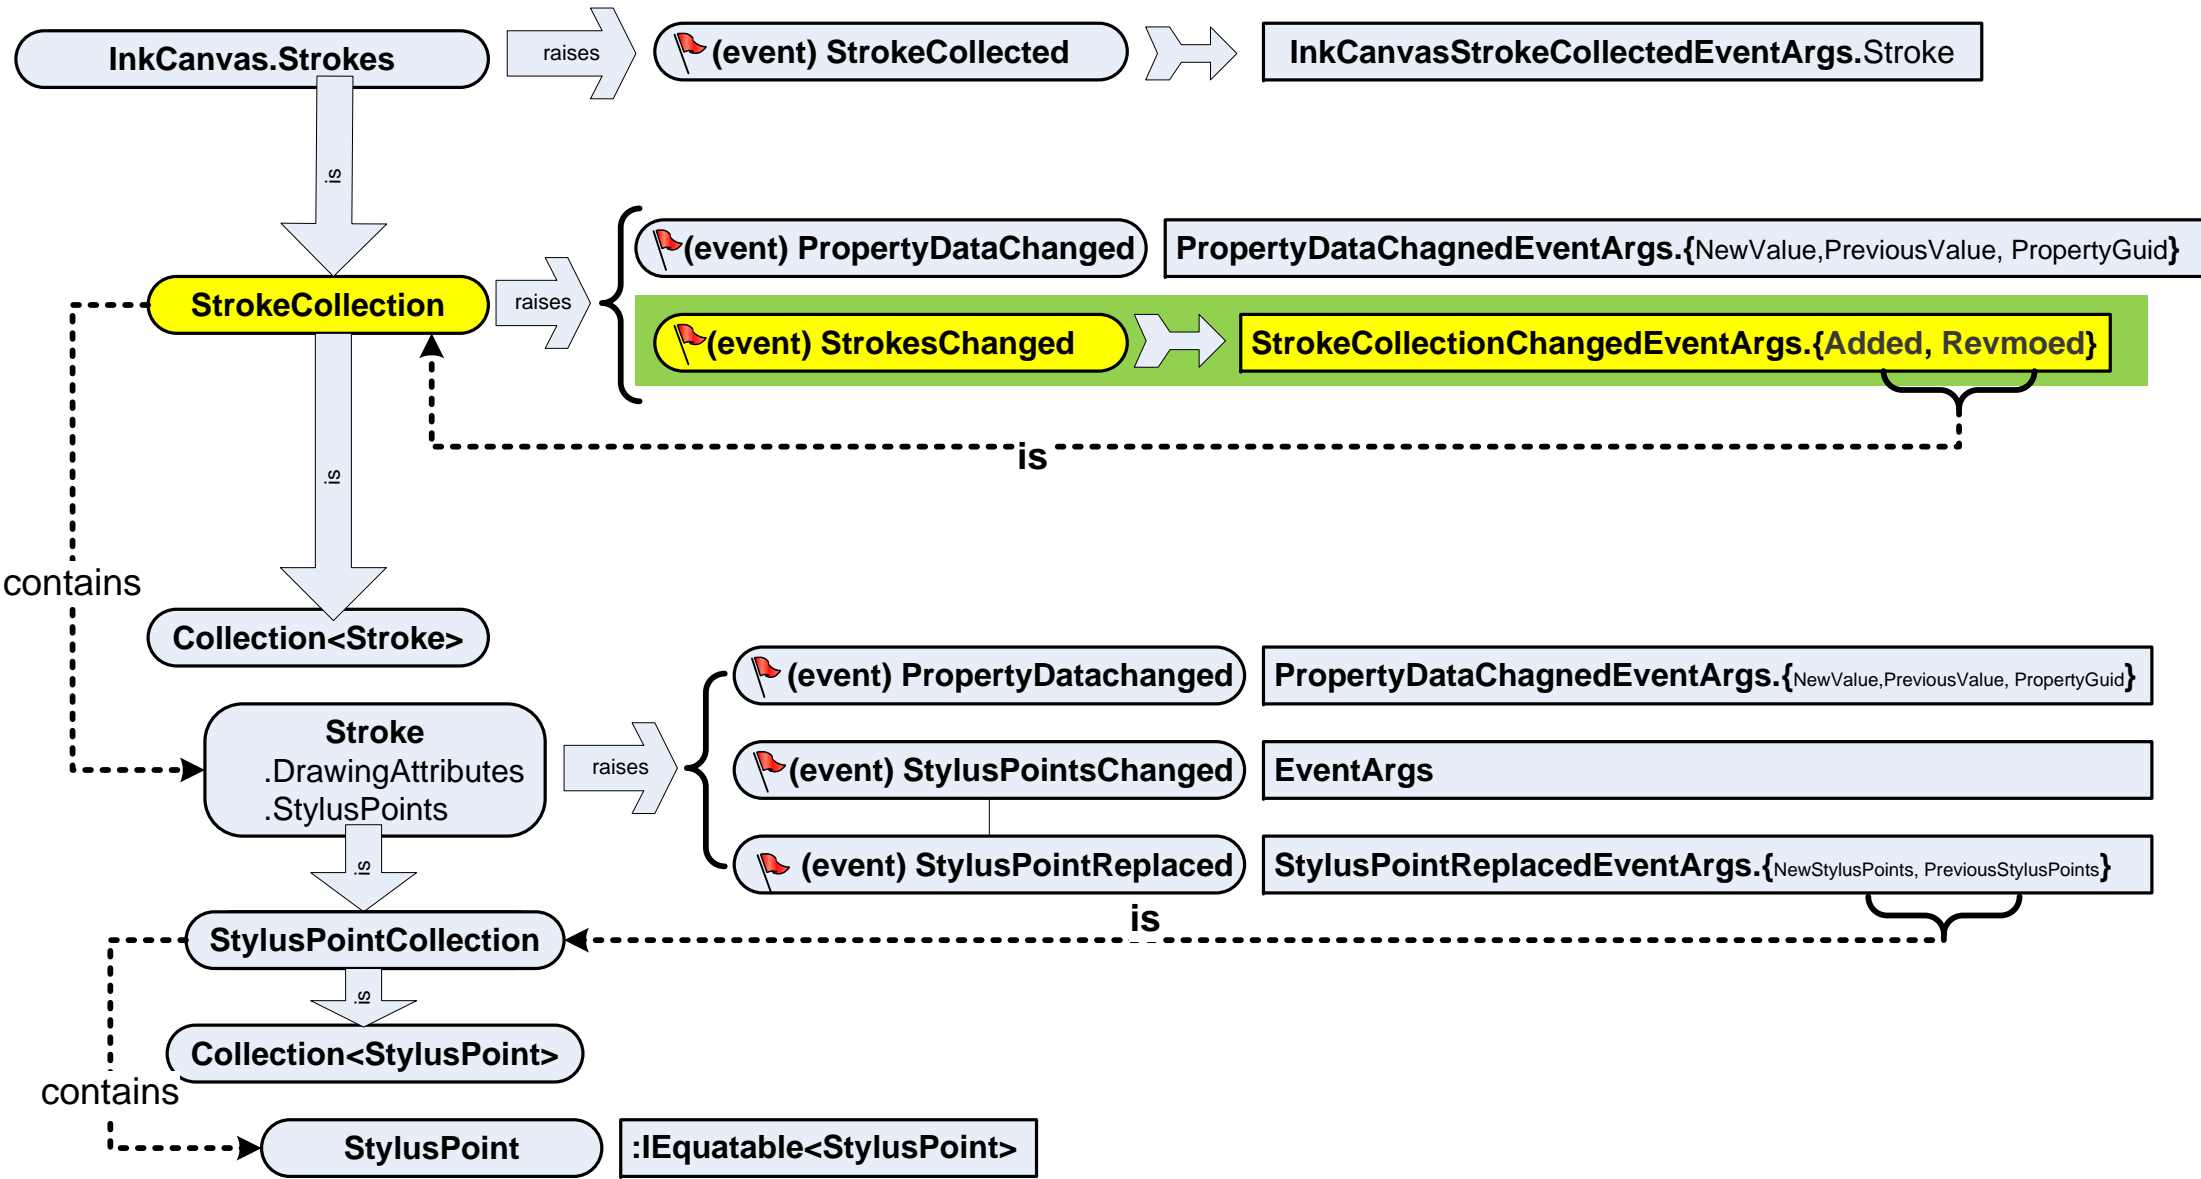 InkCanvas.Strokes
raises
(event) StrokeCollected
InkCanvasStrokeCollectedEventArgs.Stroke
is
(event) PropertyDataChanged
PropertyDataChagnedEventArgs.{NewValue,PreviousValue, PropertyGuid}
StrokeCollection
raises
(event) StrokesChanged
StrokeCollectionChangedEventArgs.{Added, Revmoed}
is
is
contains
Collection<Stroke>
(event) PropertyDatachanged
PropertyDataChagnedEventArgs.{NewValue,PreviousValue, PropertyGuid}
Stroke
.DrawingAttributes
.StylusPoints
raises
(event) StylusPointsChanged
EventArgs
is
(event) StylusPointReplaced
StylusPointReplacedEventArgs.{NewStylusPoints, PreviousStylusPoints}
is
StylusPointCollection
is
Collection<StylusPoint>
contains
StylusPoint
:IEquatable<StylusPoint>